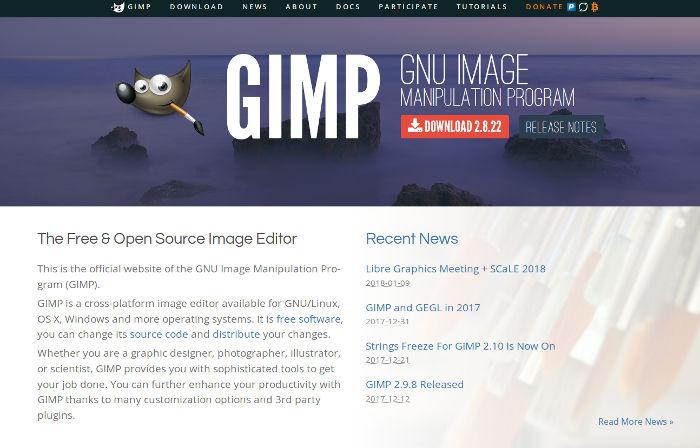 GIMP DOWNLOAD NEWS ABOUT DOCS PARTICIPATE TUTORIALS DONATE
GIMP
GNU IMAGE
MANIPULATION PROGRAM
DOWNLOAD 2.8.22
RELEASE NOTES
The Free & Open Source Image Editor
This is the official website of the GNU Image Manipulation Pro-
gram (GIMP).
GIMP is a cross-platform image editor available for GNU/Linux,
OS X, Windows and more operating systems. It is free software,
you can change its source code and distribute your changes.
Whether you are a graphic designer, photographer, illustrator,
or scientist, GIMP provides you with sophisticated tools to get
your job done. You can further enhance your productivity with
GIMP thanks to many customization options and 3rd party
plugins.
Recent News
Libre Graphics Meeting + SCaLE 2018
2018-01-09
GIMP and GEGL in 2017
2017-12-31
Strings Freeze For GIMP 2.10 Is Now On
2017-12-21
GIMP 2.9.8 Released
2017-12-12
Read More News »